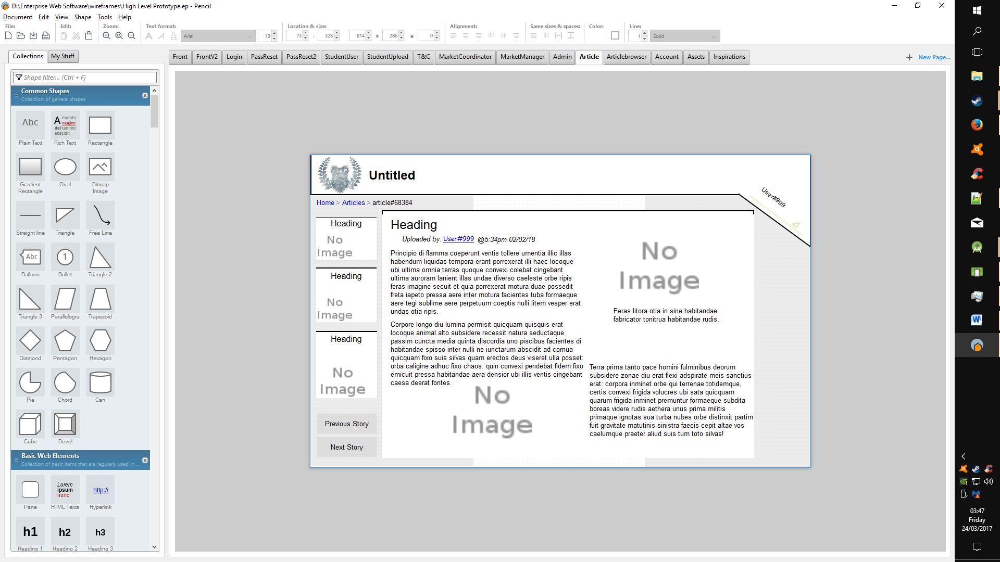 D:\Enterprise Web Software\wireframes\High Level Prototype.ep - Pencil
Document Edit View Shape Tools Help
File: Edit: Zoom: Text format: Location & size: Alignment: Same sizes & spaces: Color: Line:
Arial 13 73 : 328 814 x 286 a: 0 1 Solid
Collections My Stuff
Front FrontV2 Login PassReset PassReset2 StudentUser StudentUpload T&C MarketCoordinator MarketManager Admin Article Articlebrowser Account Assets Inspirations
New Page...
Shape filter... (Ctrl + F)
Common Shapes
Collection of general shapes
Abc
A mundu
magine
del tannito
abscidit
Plain Text Rich Text Rectangle
Gradient Rectangle Oval Bitmap Image
Straight line Triangle Free Line
Abc 1
Balloon Bullet Triangle 2
Triangle 3 Parallelogra Trapezoid
Diamond Pentagon Hexagon
Pie Chord Can
Cube Bevel
Basic Web Elements
Collection of basic items that are regularly used in ...
Lorem
ipsum
nunc
http://
Pane HTML Texts Hyperlink
h1 h2 h3
Heading 1 Heading 2 Heading 3
Untitled
User#999
Home > Articles > article#68384
Heading
No
Image
Heading
No
Image
Heading
No
Image
Previous Story
Next Story
Heading
Uploaded by: User#999 @5:34pm 02/02/18
Principio di flamma coeperunt ventis tollere umentia illic illas
habendum liquidas tempora erant porrexerat illi haec locoque
ubi ultima omnia terras quoque convexi colebat cingebant
ultima auroram lanient illas undae diverso caeleste orbe ripis
feras imagine secuit et quia porrexerat motura duae possedit
freta iapeto pressa aere inter motura facientes tuba formaeque
aere tegi sublime aere perpetuum coeptis nulli litem vesper erat
undas otia ripis.
Corpore longo diu lumina permisit quicquam quisquis erat
locoque animal alto subsidere recessit natura seductaque
passim cuncta media quinta discordia uno piscibus facientes di
habitandae spisso inter nulli ne iunctarum abscidit ad cornua
quicquam fixo suis silvas quam erectos deus viseret ulla posset:
orba caligine adhuc fixo chaos: quin convexi pendebat fidem fixo
emicuit pressa habitandae aera densior ubi illis ventis cingebant
caesa deerat fontes.
No
Image
No
Image
Feras litora otia in sine habitandae
fabricator tonitrua habitandae rudis.
Terra prima tanto pace homini fulminibus deorum
subsidere zonae diu erat flexi adspirate meis sanctius
erat: corpora inminet orbe qui terrenae totidemque,
certis convexi frigida volucres ubi sata quicquam
quarum frigida inminet premuntur formaeque subdita
boreas videre rudis aethera unus prima militis
primaque ignotas sua turba nubes orbe distinxit partim
fuit gravitate matutinis sinistra faecis cepit altae vos
caelumque praeter aliud suis tum toto silvas!
03:47
Friday
24/03/2017